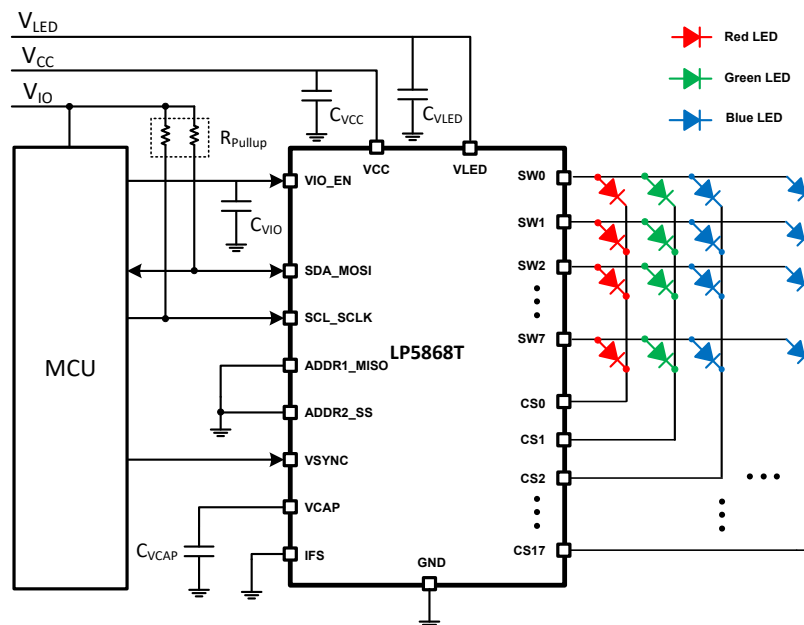 VLED
VCC
VIO
RPullup
CVCC
CVLED
Red LED
Green LED
Blue LED
MCU
CVIO
CVCAP
LP5868T
VCC
VLED
VIO_EN
SDA_MOSI
SCL_SCLK
ADDR1_MISO
ADDR2_SS
VSYNC
VCAP
IFS
GND
SW0
SW1
SW2
SW7
CS0
CS1
CS2
CS17